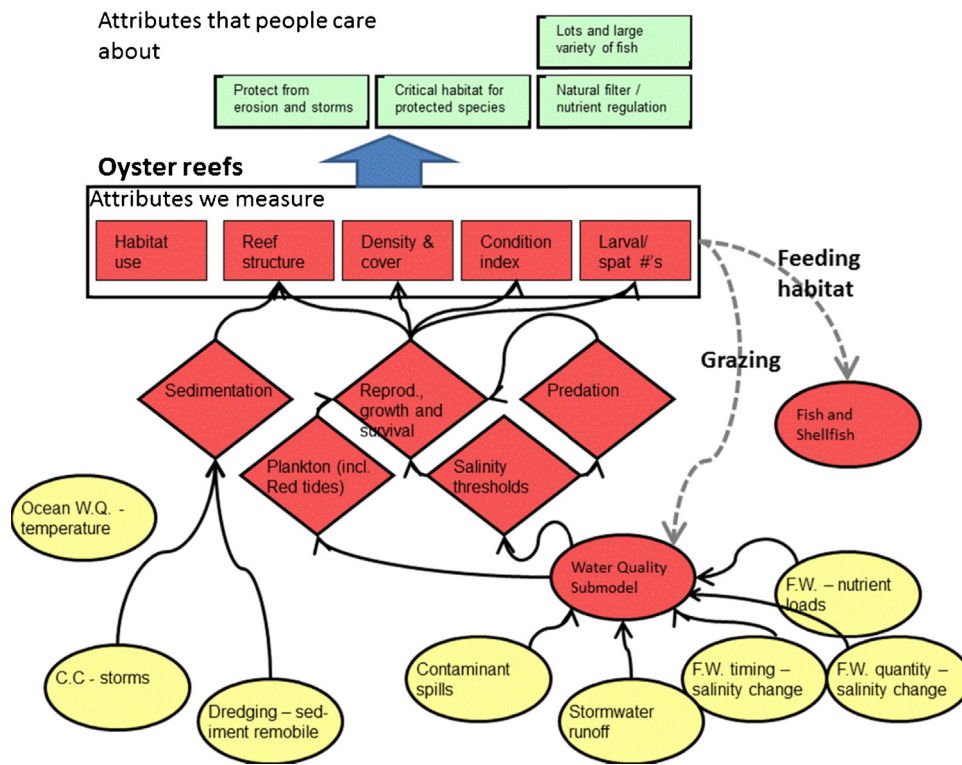 Attributes that people care
about
Lots and large
variety of fish
Protect from
erosion and storms
Critical habitat for
protected species
Natural filter /
nutrient regulation
Oyster reefs
Attributes we measure
Habitat
use
Reef
structure
Density &
cover
Condition
index
Larval/
spat #'s
Feeding
habitat
Grazing
Sedimentation
Reprod.,
growth and
survival
Predation
Fish and
Shellfish
Plankton (incl.
Red tides)
Salinity
thresholds
Ocean W.Q. -
temperature
Water Quality
Submodel
F.W. – nutrient
loads
C.C - storms
Contaminant
spills
F.W. timing –
salinity change
F.W. quantity –
salinity change
Dredging – sed-
iment remobile
Stormwater
runoff